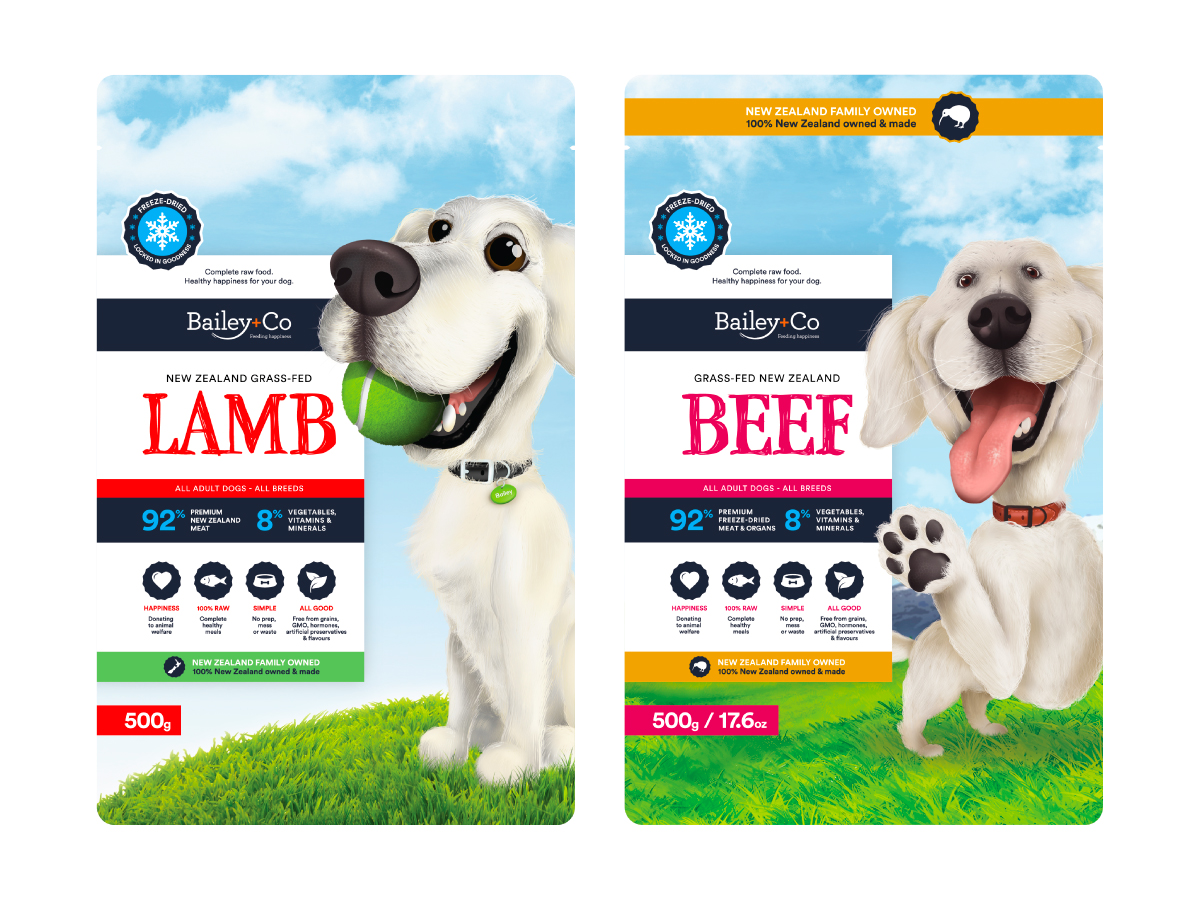 FREEZE-DRIED
LOCKED IN GOODNESS
Complete raw food.
Healthy happiness for your dog.
Bailey+Co
Feeding happiness
NEW ZEALAND GRASS-FED
LAMB
Bailey
ALL ADULT DOGS - ALL BREEDS
92% PREMIUM
NEW ZEALAND
MEAT
8% VEGETABLES,
VITAMINS &
MINERALS
HAPPINESS
Donating
to animal
welfare
100% RAW
Complete
healthy
meals
SIMPLE
No prep,
mess
or waste
ALL GOOD
Free from grains,
GMO, hormones,
artificial preservatives
& flavours
NEW ZEALAND FAMILY OWNED
100% New Zealand owned & made
500g
NEW ZEALAND FAMILY OWNED
100% New Zealand owned & made
FREEZE-DRIED
LOCKED IN GOODNESS
Complete raw food.
Healthy happiness for your dog.
Bailey+Co
Feeding happiness
GRASS-FED NEW ZEALAND
BEEF
ALL ADULT DOGS - ALL BREEDS
92% PREMIUM
FREEZE-DRIED
MEAT & ORGANS
8% VEGETABLES,
VITAMINS &
MINERALS
HAPPINESS
Donating
to animal
welfare
100% RAW
Complete
healthy
meals
SIMPLE
No prep,
mess
or waste
ALL GOOD
Free from grains,
GMO, hormones,
artificial preservatives
& flavours
NEW ZEALAND FAMILY OWNED
100% New Zealand owned & made
500g / 17.6oz